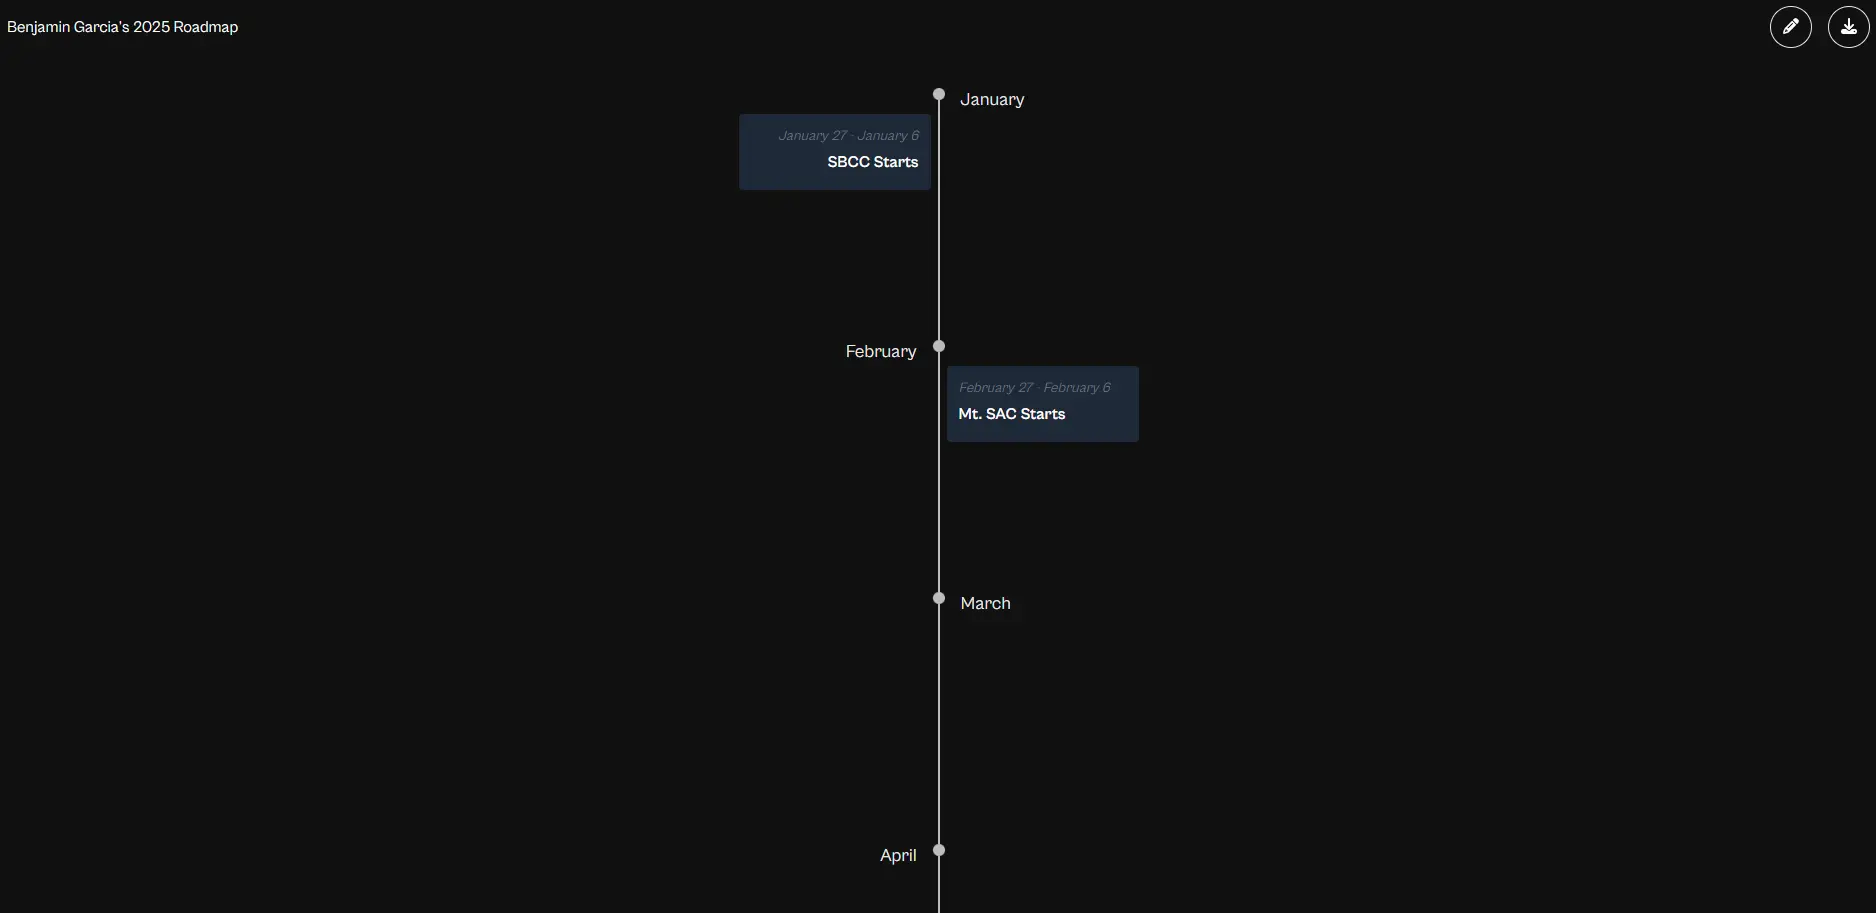 Benjamin Garcia's 2025 Roadmap
January
January 27 - January 6
SBCC Starts
February
February 27 - February 6
Mt. SAC Starts
March
April